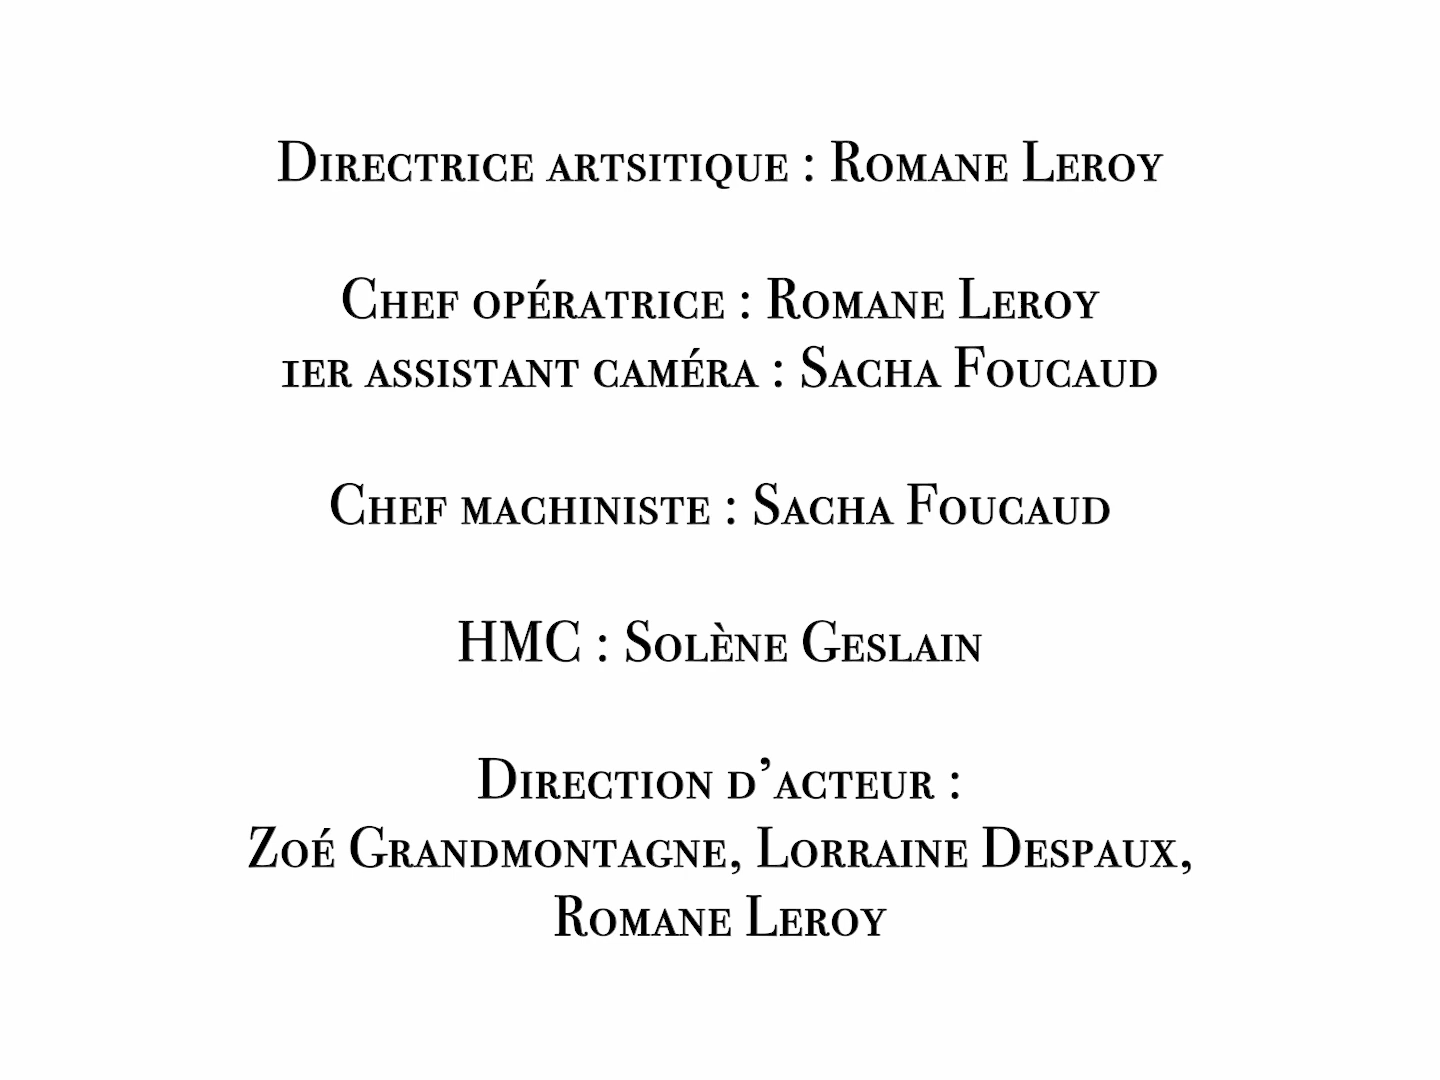 Directrice artsitique : Romane Leroy
Chef opératrice : Romane Leroy
1er assistant caméra : Sacha Foucaud
Chef machiniste : Sacha Foucaud
HMC : Solène Geslain
Direction d’acteur :
Zoé Grandmontagne, Lorraine Despaux,
Romane Leroy